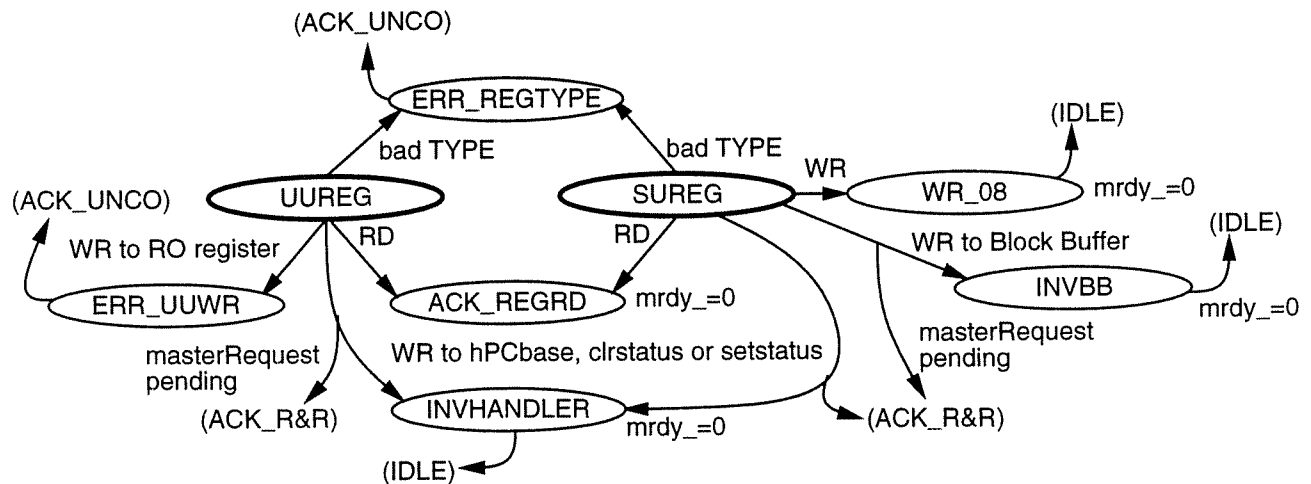 (ACK_UNCO)
ERR_REGTYPE
(IDLE)
bad TYPE
bad TYPE
WR
(ACK_UNCO)
UUREG
SUREG
WR_08
mrdy_=0
(IDLE)
WR to RO register
RD
RD
WR to Block Buffer
ERR_UUWR
ACK_REGRD
mrdy_=0
INVBB
mrdy_=0
masterRequest
pending
WR to hPCbase, clrstatus or setstatus
masterRequest
pending
(ACK_R&R)
INVHANDLER
mrdy_=0
(ACK_R&R)
(IDLE)